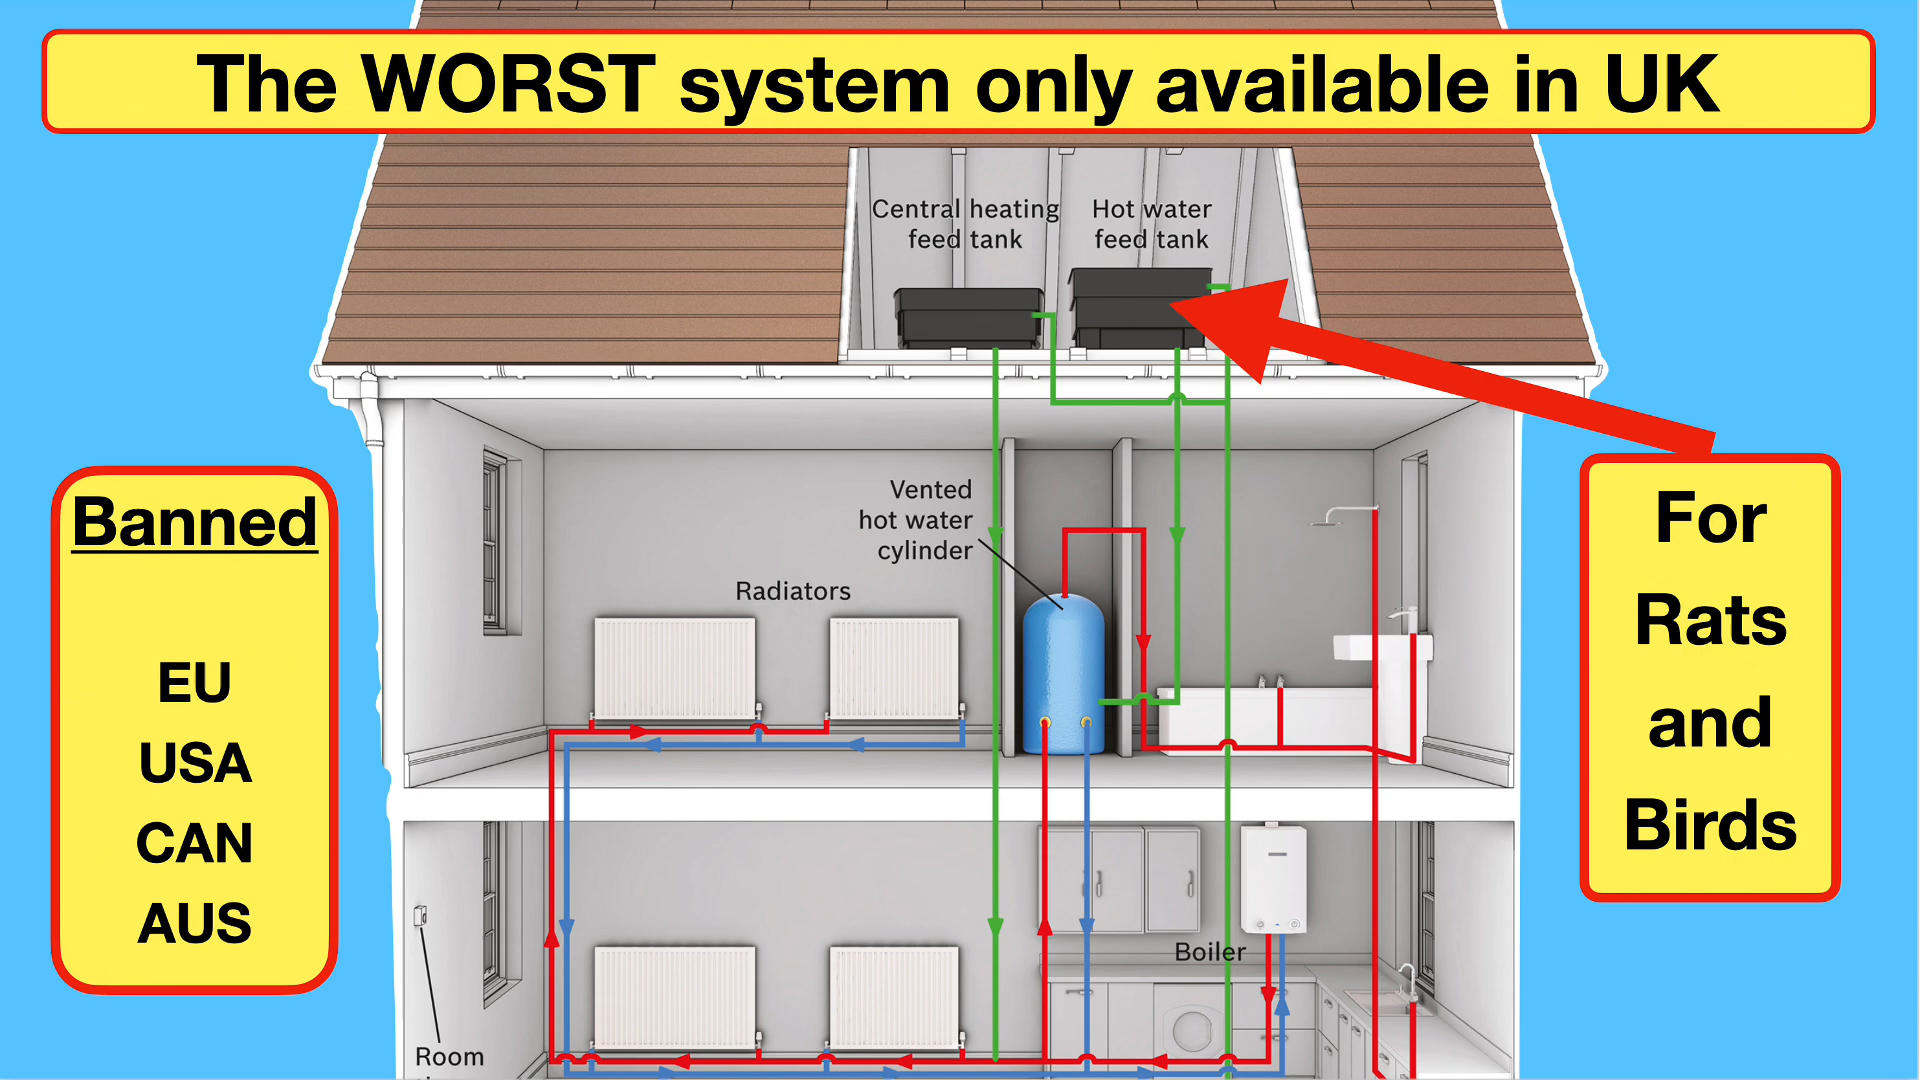 The WORST system only available in UK
Central heating
feed tank
Hot water
feed tank
Vented
hot water
cylinder
Radiators
Banned
EU
USA
CAN
AUS
For
Rats
and
Birds
Boiler
Room